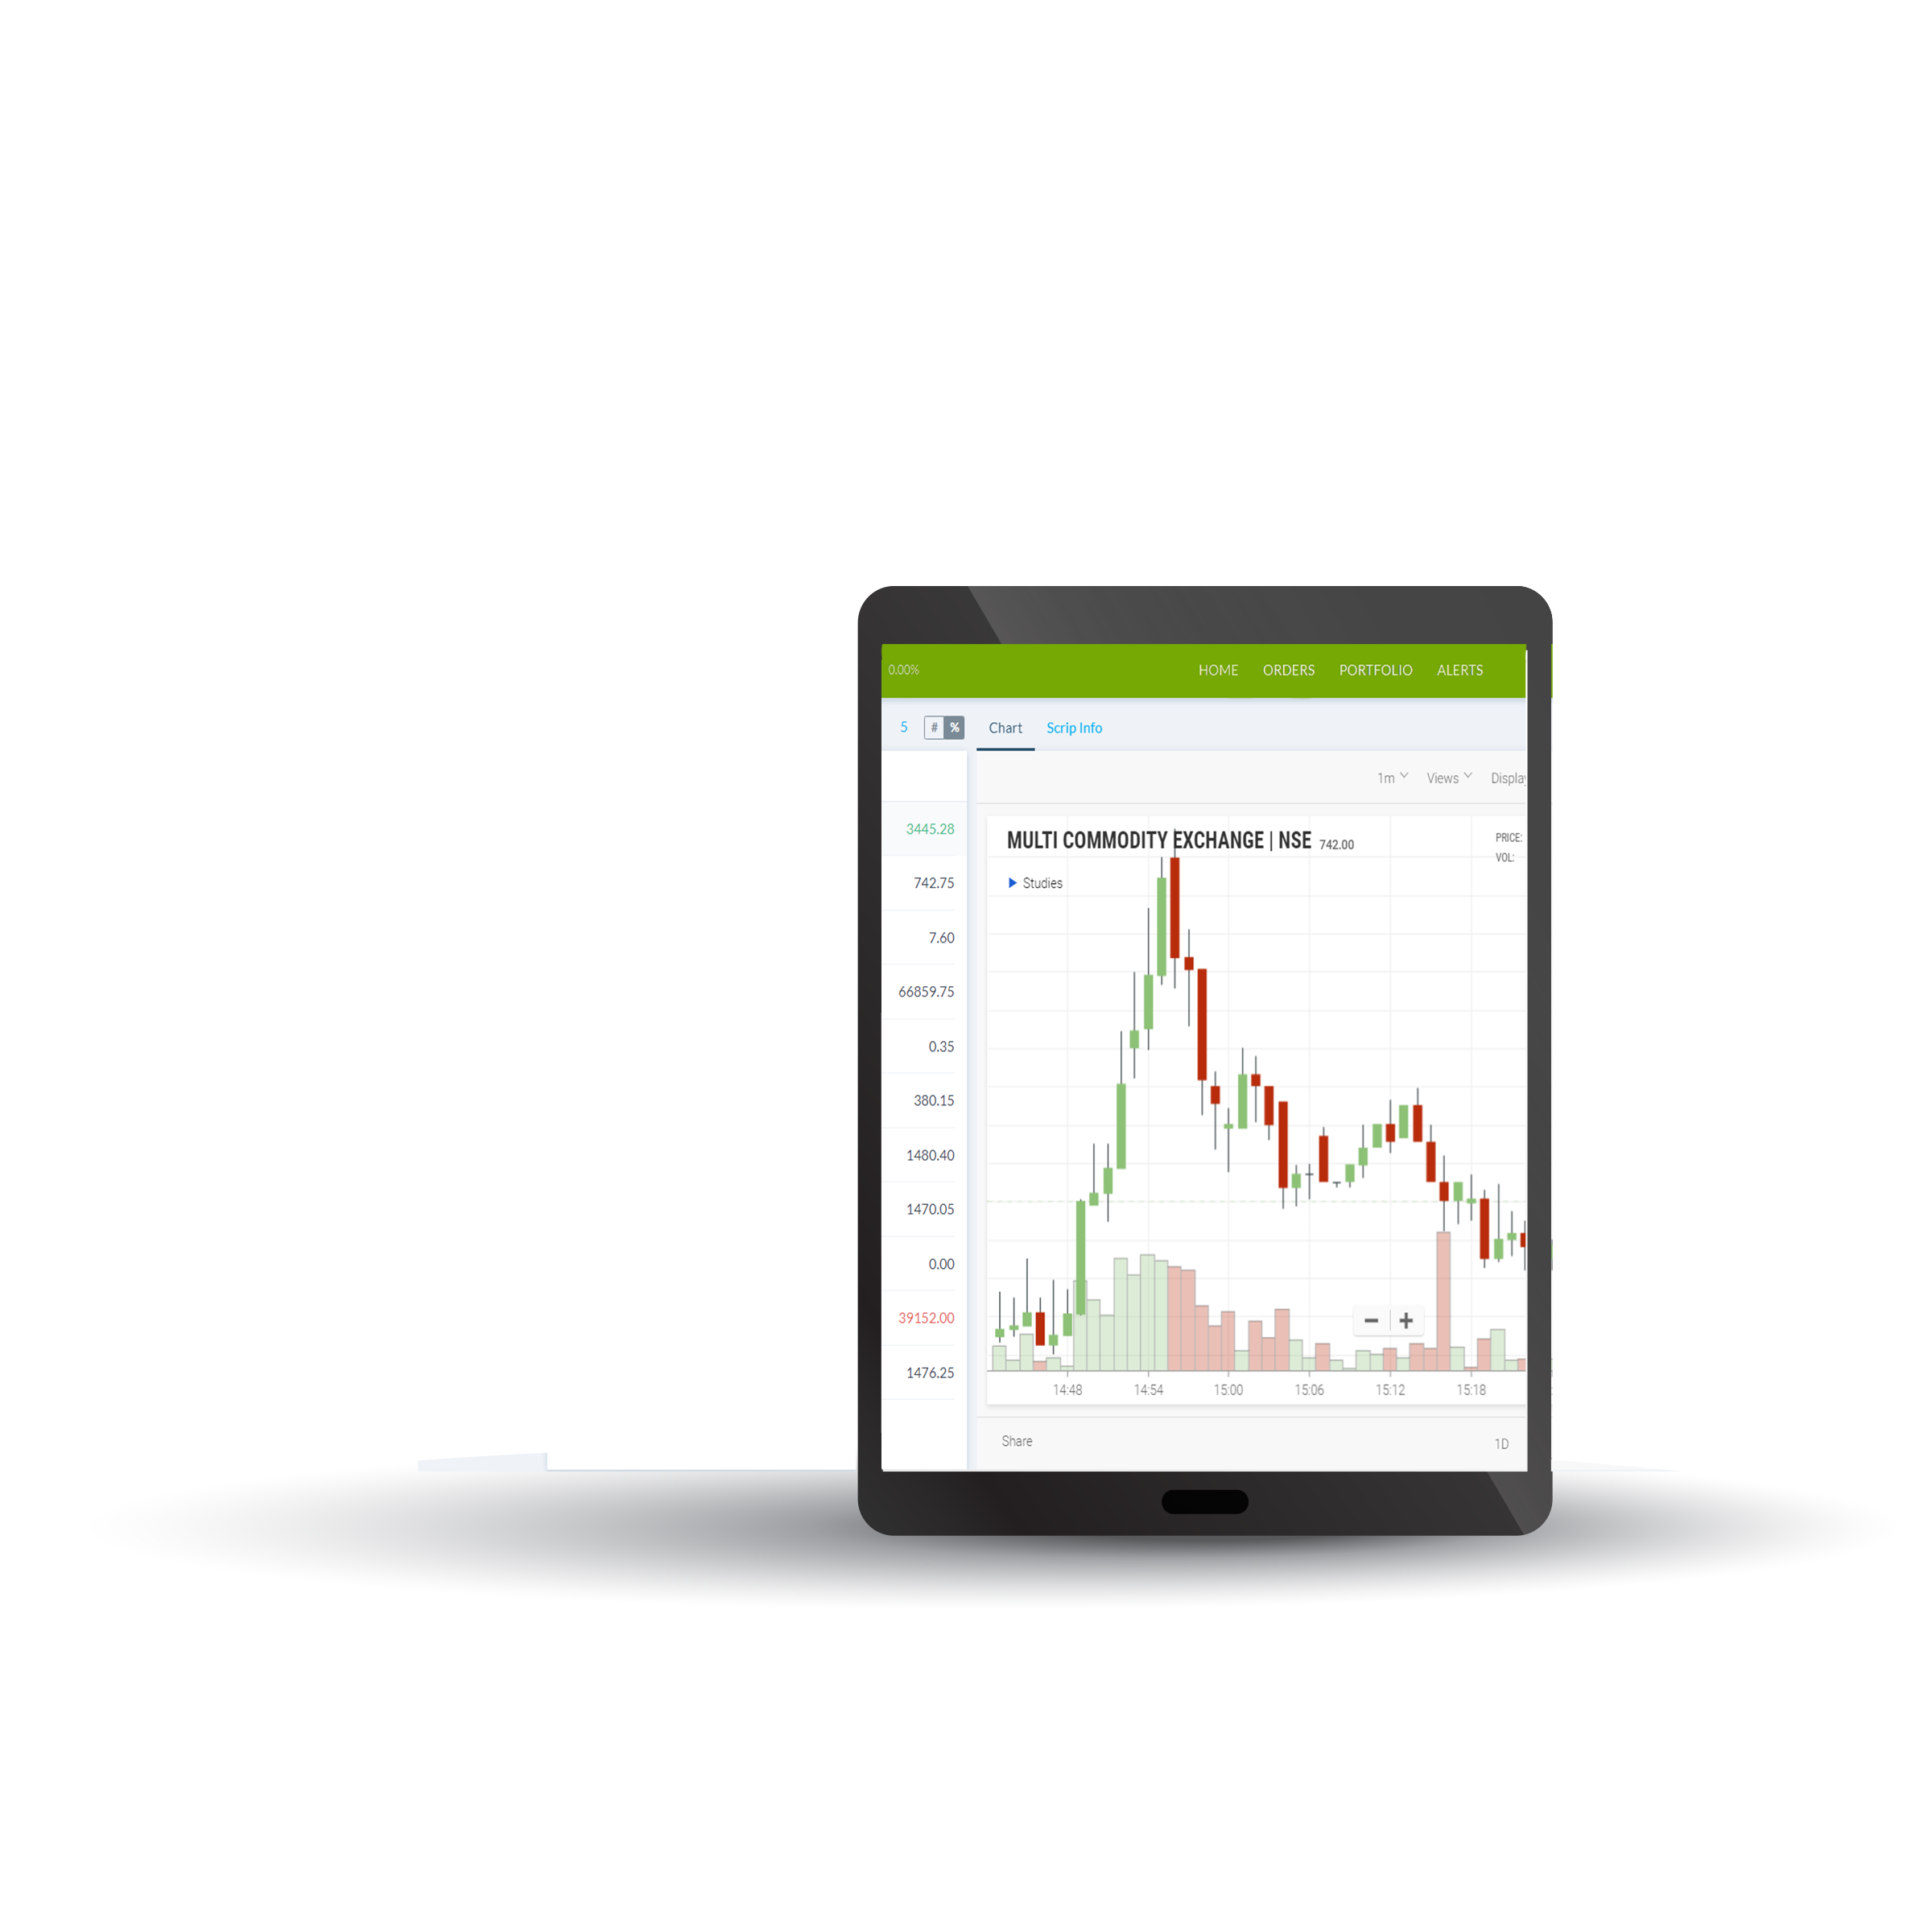 0.00% HOME ORDERS PORTFOLIO ALERTS
5 # % Chart Scrip Info
1m Views Display
MULTI COMMODITY EXCHANGE | NSE 742.00
PRICE:
VOL:
Studies
3445.28
742.75
7.60
66859.75
0.35
380.15
1480.40
1470.05
0.00
39152.00
1476.25
14:48 14:54 15:00 15:06 15:12 15:18
Share 1D